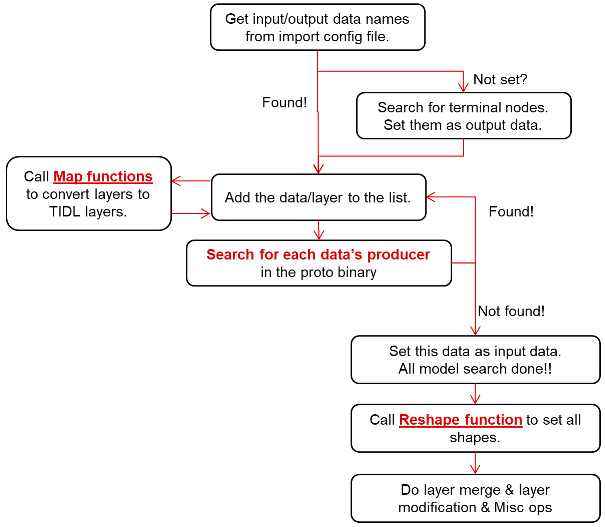 Get input/output data names
from import config file.
Not set?
Found!
Search for terminal nodes.
Set them as output data.
Call Map functions
to convert layers to
TIDL layers.
Add the data/layer to the list.
Found!
Search for each data's producer
in the proto binary
Not found!
Set this data as input data.
All model search done!!
Call Reshape function to set all
shapes.
Do layer merge & layer
modification & Misc ops